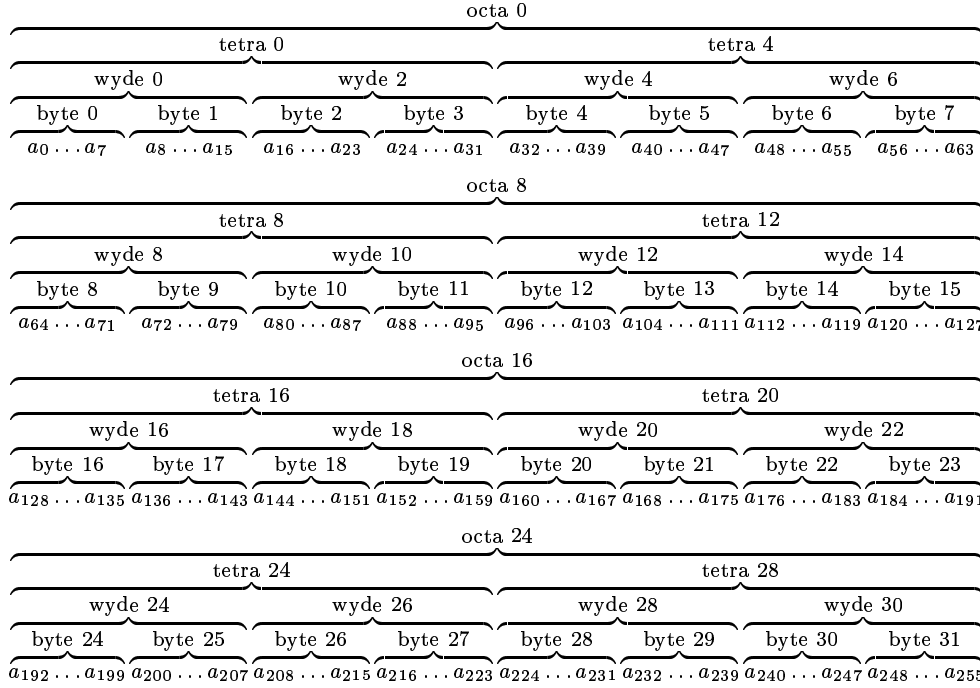 octa 0
tetra 0 tetra 4
wyde 0 wyde 2 wyde 4 wyde 6
byte 0 byte 1 byte 2 byte 3 byte 4 byte 5 byte 6 byte 7
a0 ... a7 a8 ... a15 a16 ... a23 a24 ... a31 a32 ... a39 a40 ... a47 a48 ... a55 a56 ... a63
octa 8
tetra 8 tetra 12
wyde 8 wyde 10 wyde 12 wyde 14
byte 8 byte 9 byte 10 byte 11 byte 12 byte 13 byte 14 byte 15
a64 ... a71 a72 ... a79 a80 ... a87 a88 ... a95 a96 ... a103 a104 ... a111 a112 ... a119 a120 ... a127
octa 16
tetra 16 tetra 20
wyde 16 wyde 18 wyde 20 wyde 22
byte 16 byte 17 byte 18 byte 19 byte 20 byte 21 byte 22 byte 23
a128 ... a135 a136 ... a143 a144 ... a151 a152 ... a159 a160 ... a167 a168 ... a175 a176 ... a183 a184 ... a191
octa 24
tetra 24 tetra 28
wyde 24 wyde 26 wyde 28 wyde 30
byte 24 byte 25 byte 26 byte 27 byte 28 byte 29 byte 30 byte 31
a192 ... a199 a200 ... a207 a208 ... a215 a216 ... a223 a224 ... a231 a232 ... a239 a240 ... a247 a248 ... a255